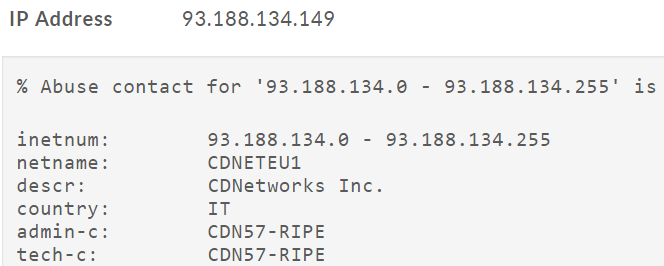 IP Address 93.188.134.149
% Abuse contact for '93.188.134.0 - 93.188.134.255' is
inetnum: 93.188.134.0 - 93.188.134.255
netname: CDNETEU1
descr: CDNetworks Inc.
country: IT
admin-c: CDN57-RIPE
tech-c: CDN57-RIPE